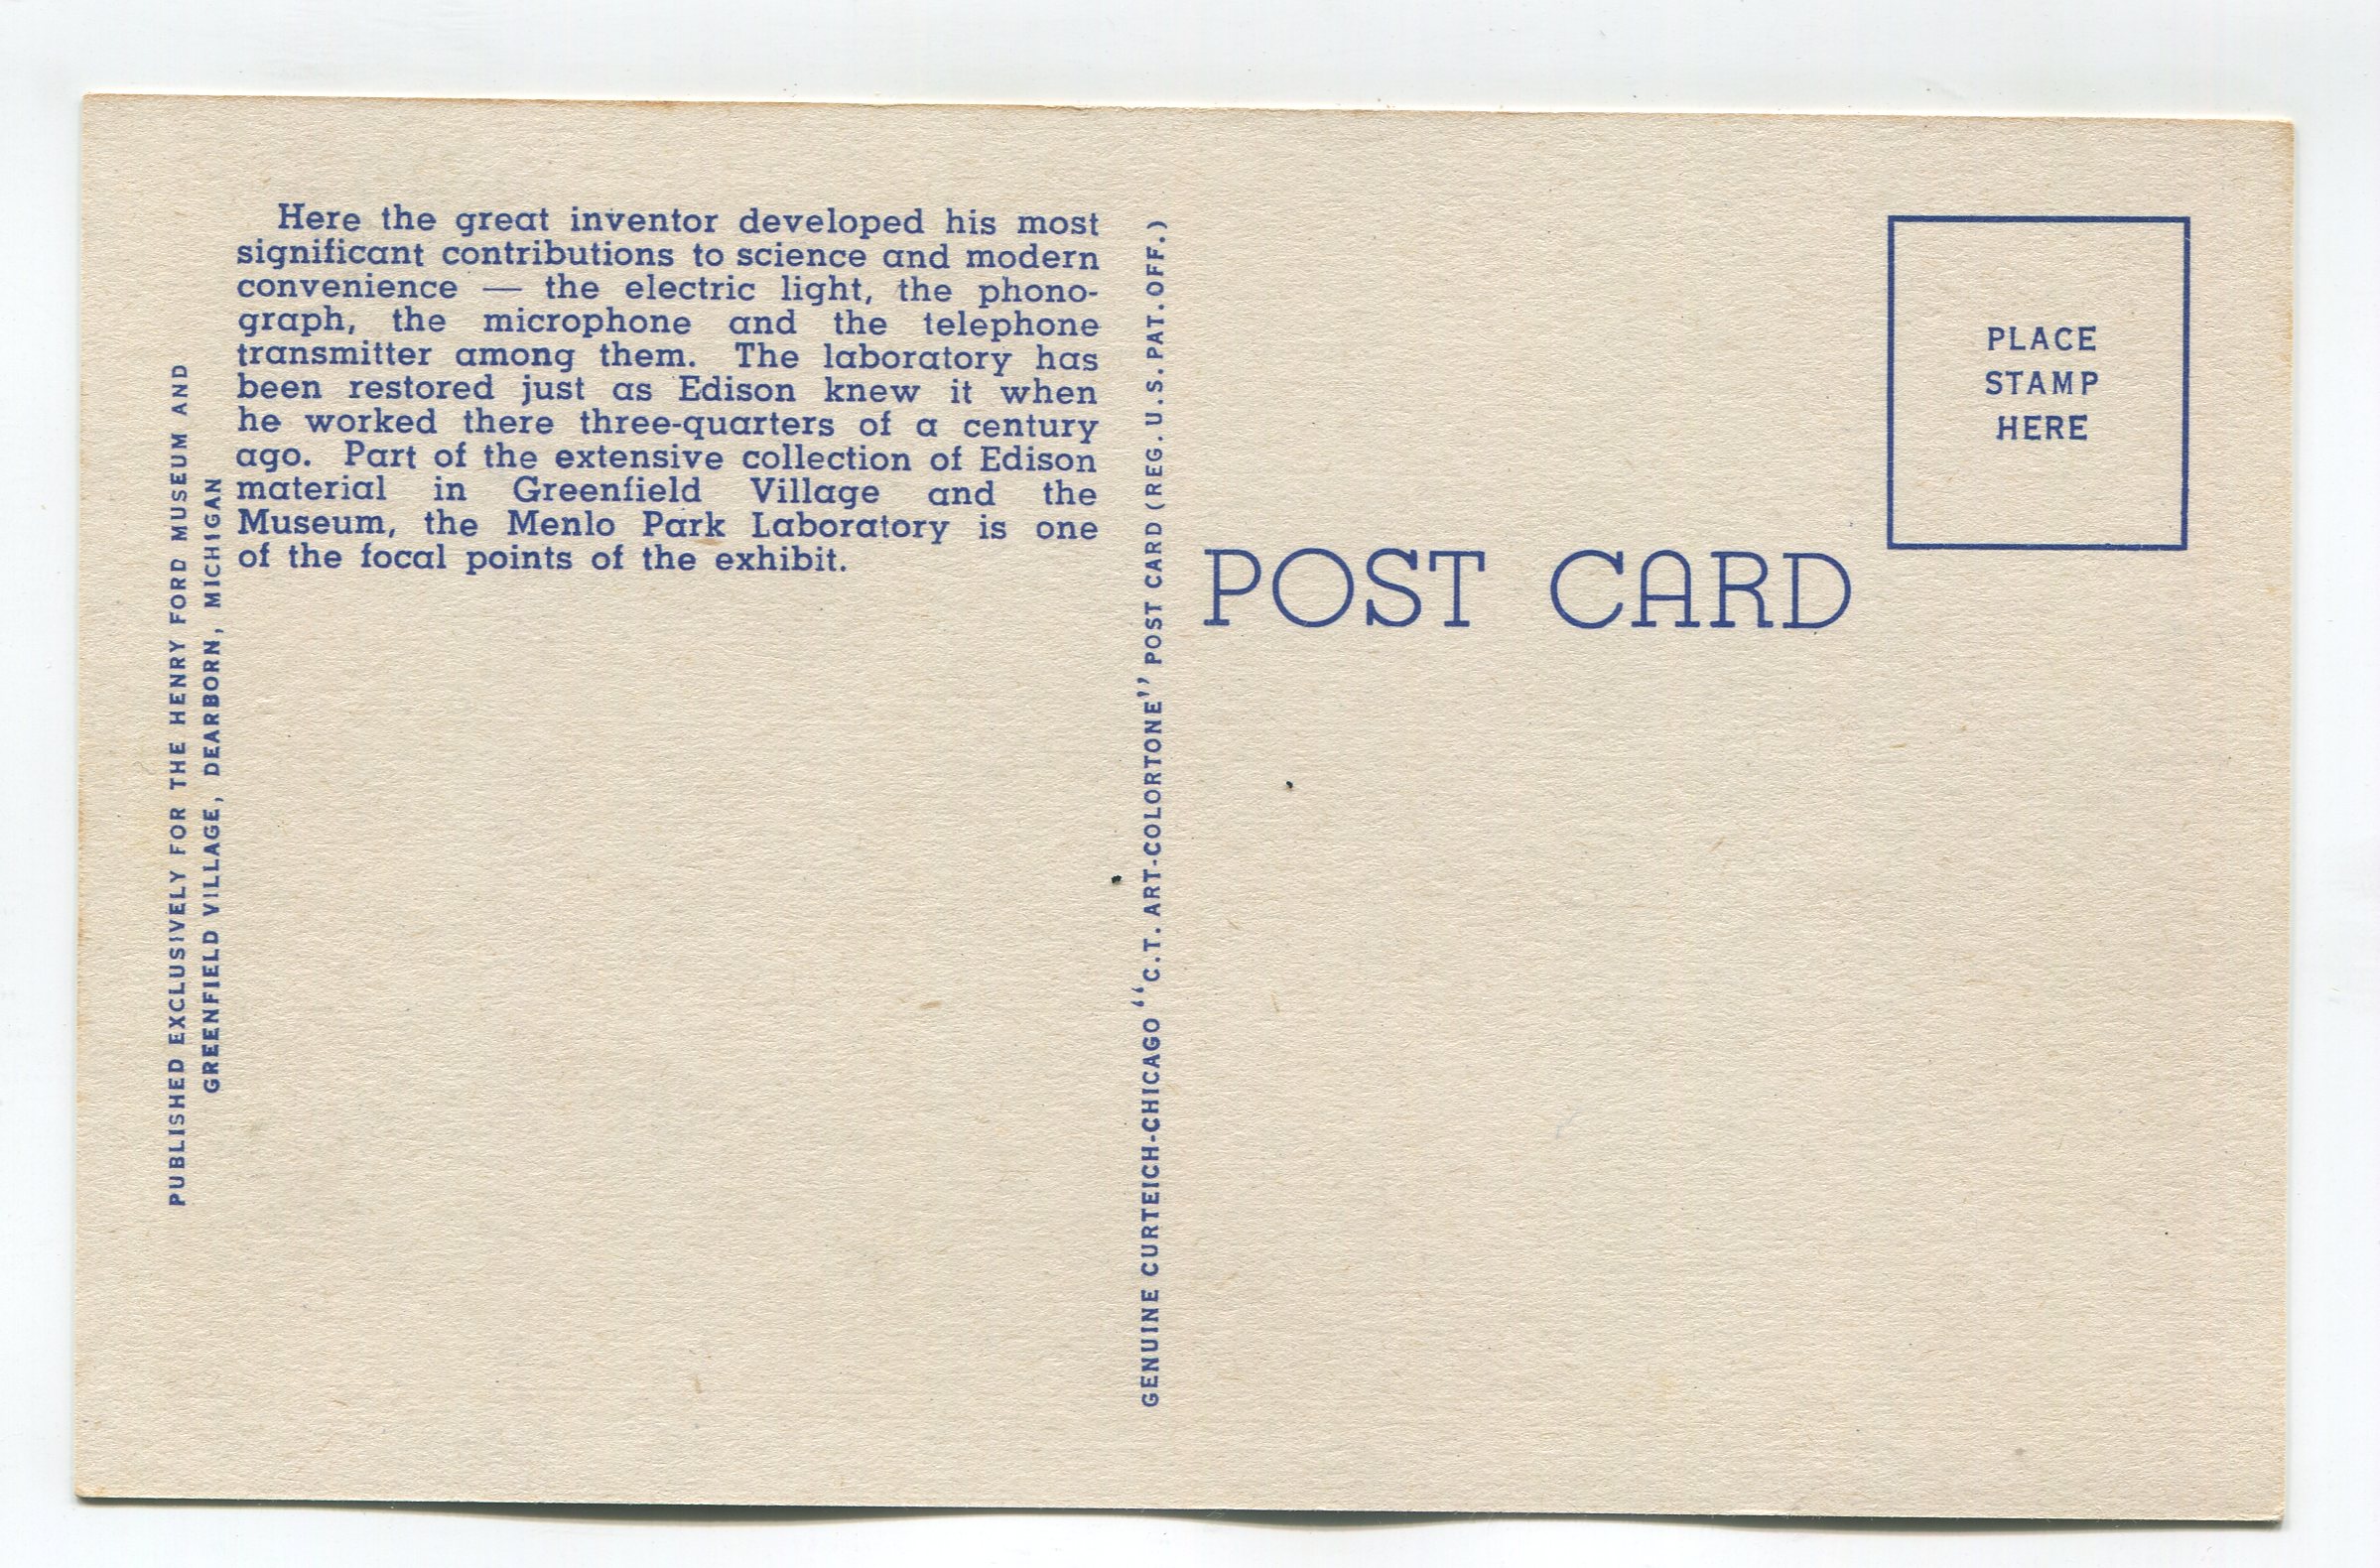 Here the great inventor developed his most
significant contributions to science and modern
convenience — the electric light, the phono-
graph, the microphone and the telephone
transmitter among them. The laboratory has
been restored just as Edison knew it when
he worked there three-quarters of a century
ago. Part of the extensive collection of Edison
material in Greenfield Village and the
Museum, the Menlo Park Laboratory is one
of the focal points of the exhibit.
PUBLISHED EXCLUSIVELY FOR THE HENRY FORD MUSEUM AND
GREENFIELD VILLAGE, DEARBORN, MICHIGAN
GENUINE CURTEICH-CHICAGO "C.T. ART-COLORTONE" POST CARD (REG. U.S. PAT. OFF.)
POST CARD
PLACE
STAMP
HERE